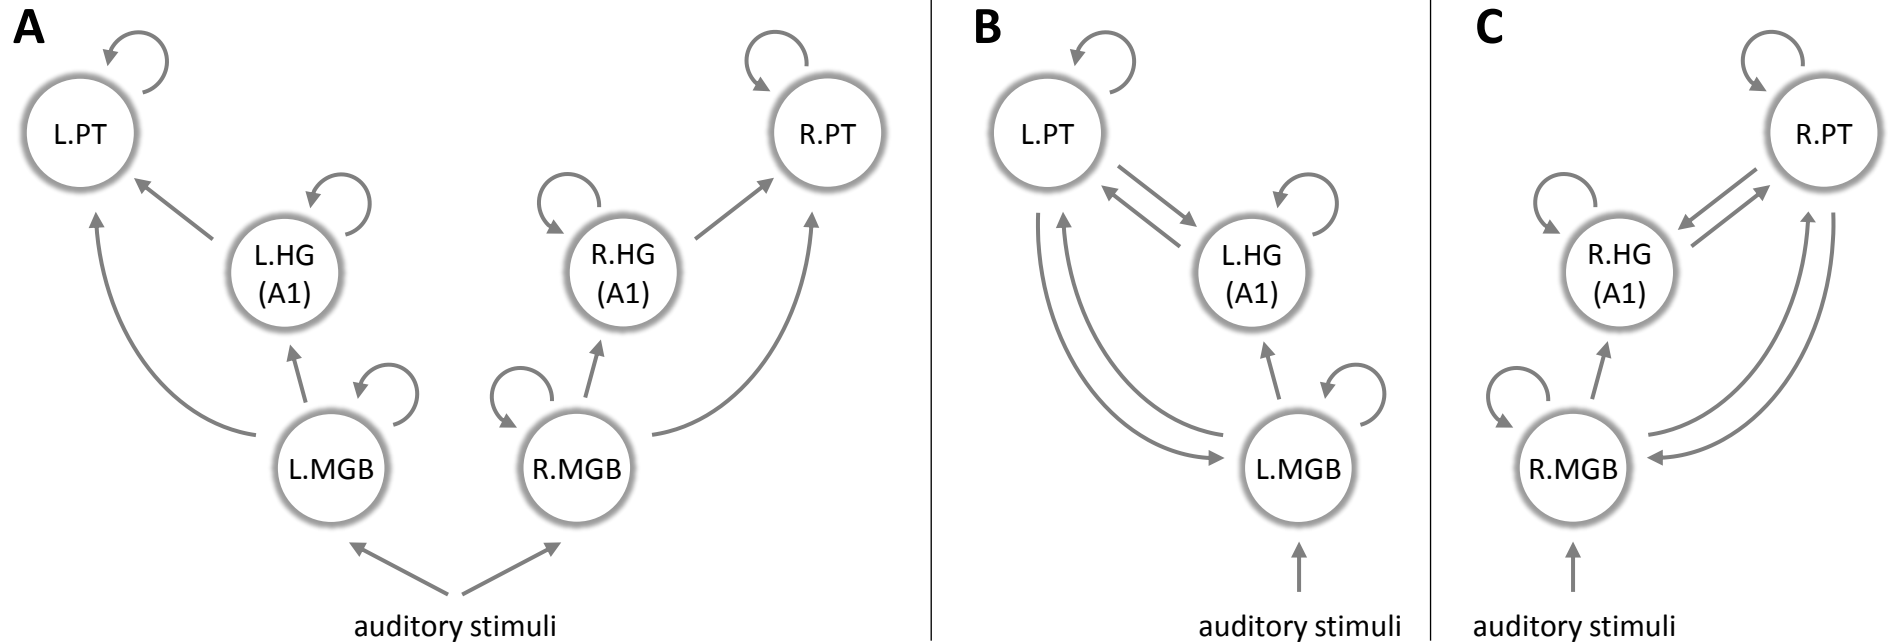 A
L.PT
R.PT
L.HG
(A1)
R.HG
(A1)
L.MGB
R.MGB
auditory stimuli
B
L.PT
L.HG
(A1)
L.MGB
auditory stimuli
C
R.PT
R.HG
(A1)
R.MGB
auditory stimuli